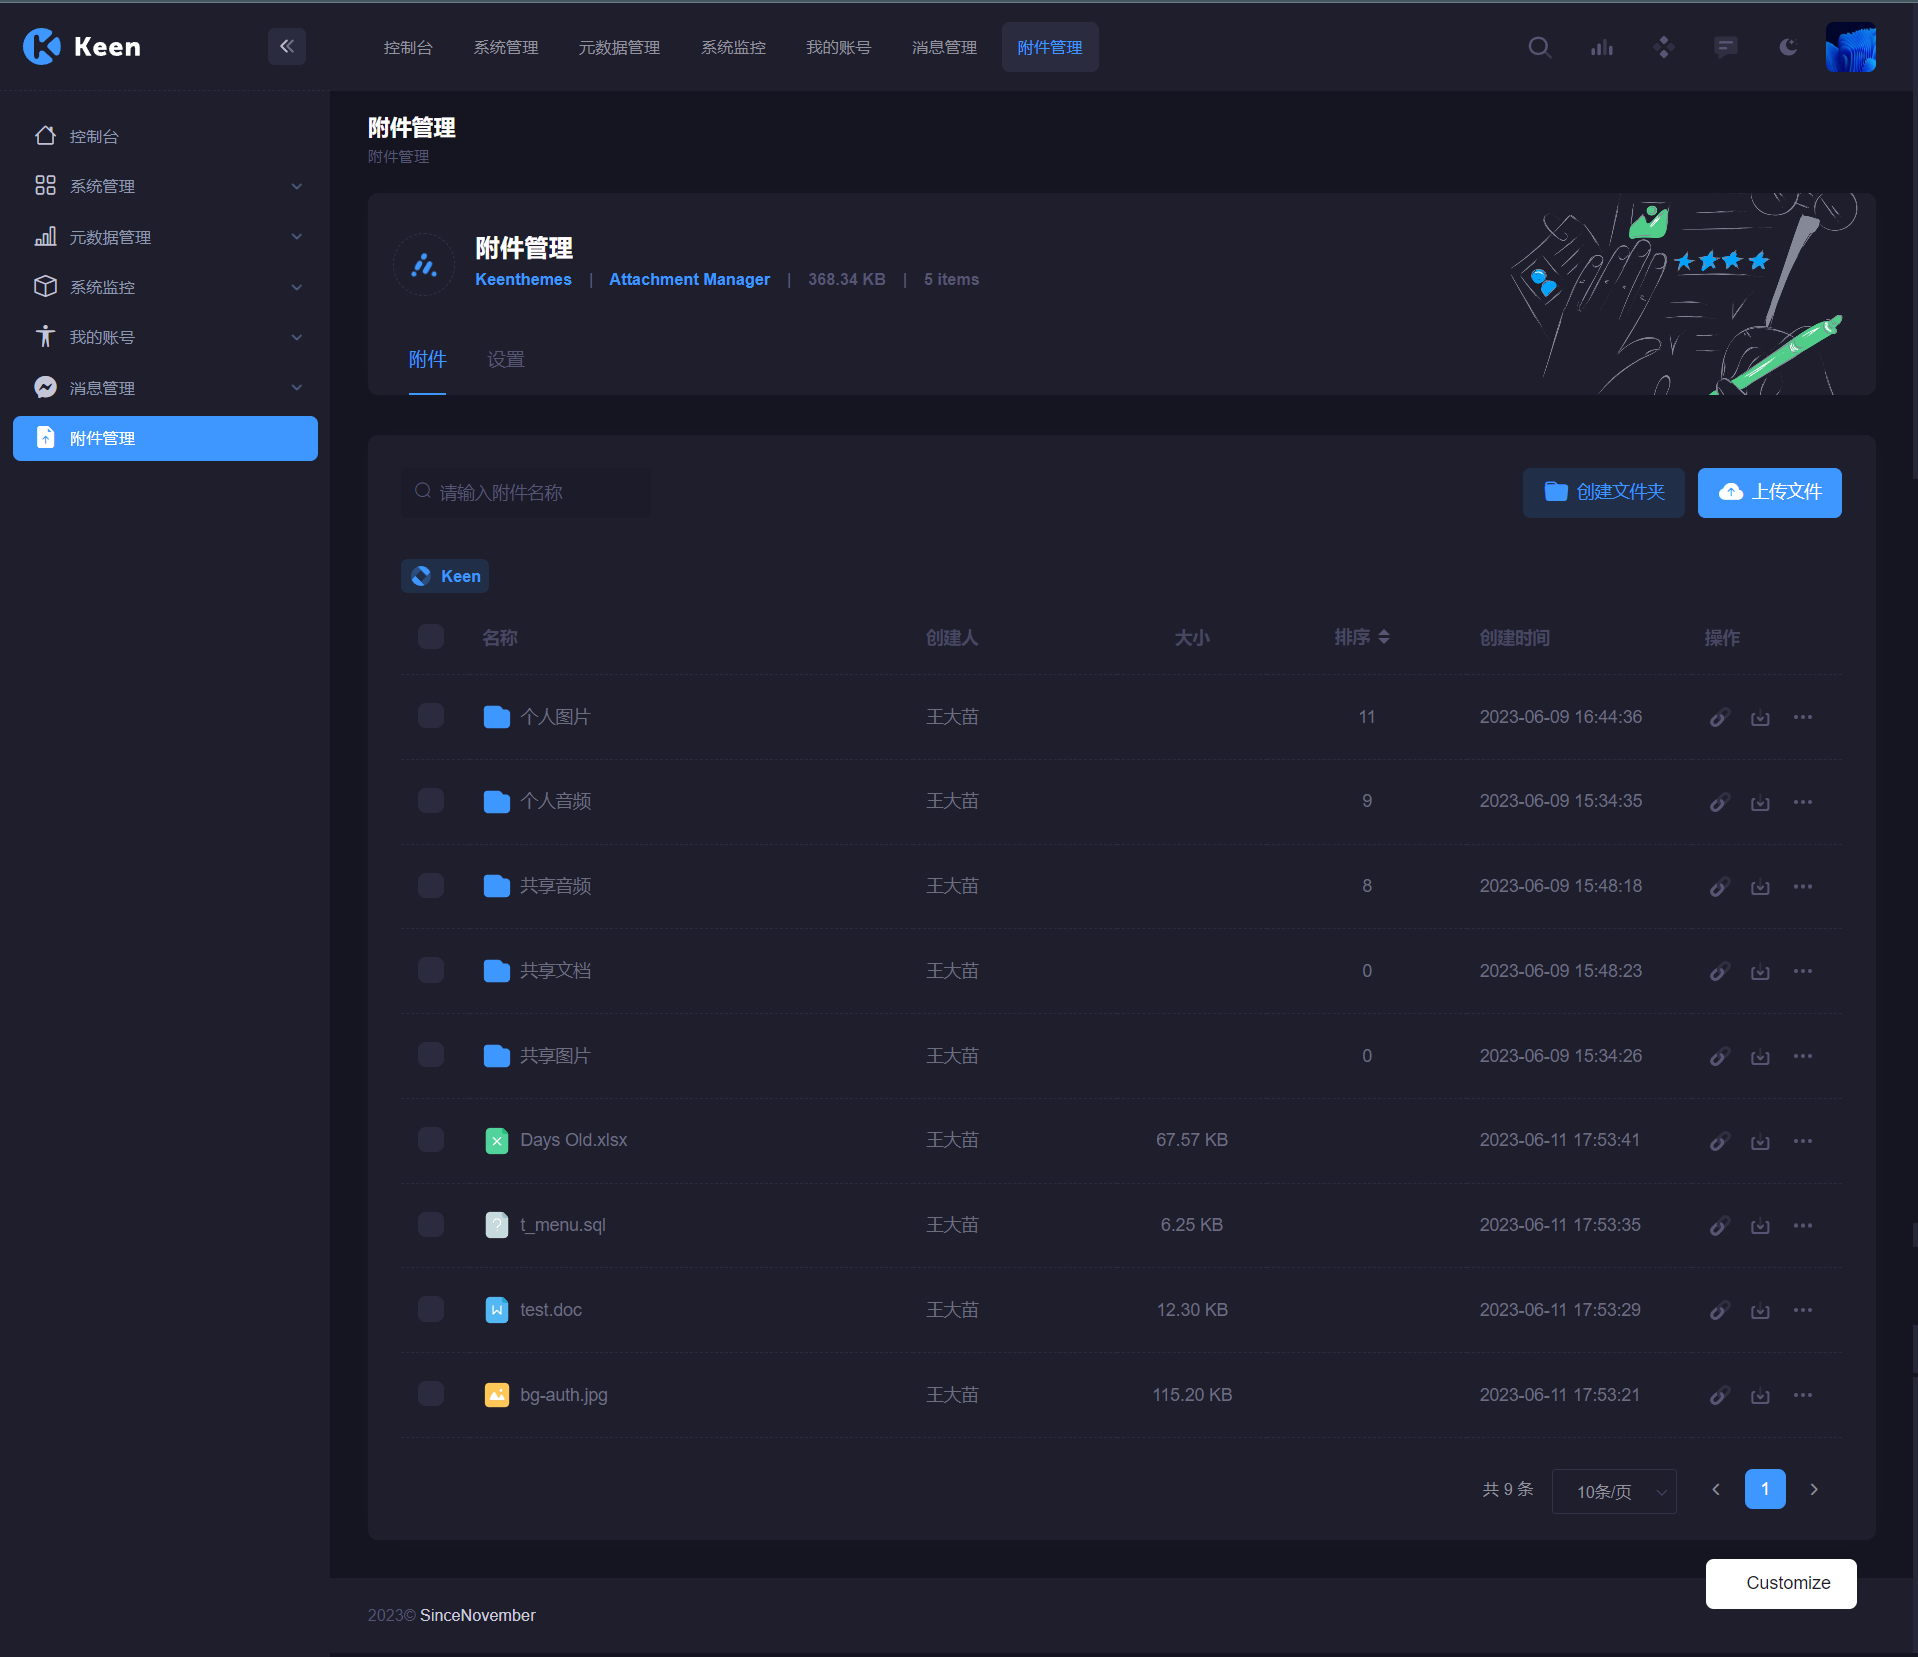 Keen
控制台 系统管理 元数据管理 系统监控 我的账号 消息管理 附件管理
控制台
系统管理
元数据管理
系统监控
我的账号
消息管理
附件管理
附件管理
附件管理
附件管理
Keenthemes | Attachment Manager | 368.34 KB | 5 items
附件 设置
请输入附件名称
创建文件夹 上传文件
Keen
名称 创建人 大小 排序 创建时间 操作
个人图片 王大苗 11 2023-06-09 16:44:36
个人音频 王大苗 9 2023-06-09 15:34:35
共享音频 王大苗 8 2023-06-09 15:48:18
共享文档 王大苗 0 2023-06-09 15:48:23
共享图片 王大苗 0 2023-06-09 15:34:26
Days Old.xlsx 王大苗 67.57 KB 2023-06-11 17:53:41
t_menu.sql 王大苗 6.25 KB 2023-06-11 17:53:35
test.doc 王大苗 12.30 KB 2023-06-11 17:53:29
bg-auth.jpg 王大苗 115.20 KB 2023-06-11 17:53:21
共 9 条 10条/页 1
Customize
2023© SinceNovember